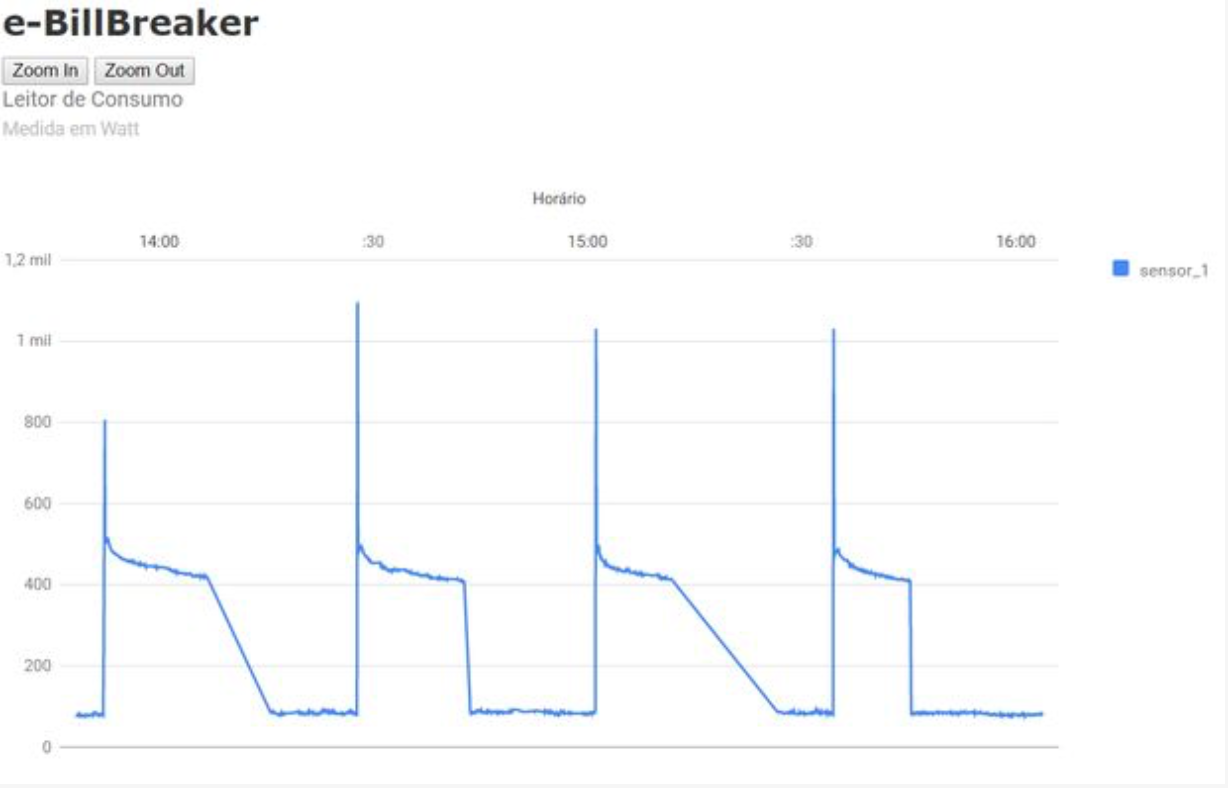 e-BillBreaker
Zoom In Zoom Out
Leitor de Consumo
Medida em Watt
Horário
14:00 :30 15:00 :30 16:00
1,2 mil
sensor_1
1 mil
800
600
400
200
0